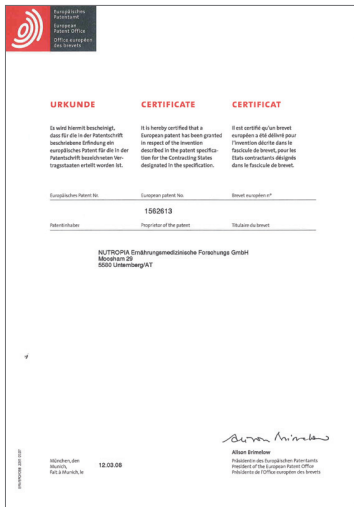 Europäisches
Patentamt
European
Patent Office
Office européen
des brevets
URKUNDE
CERTIFICATE
CERTIFICAT
Es wird hiermit bescheinigt,
dass für die in der Patentschrift
beschriebene Erfindung ein
europäisches Patent für die in der
Patentschrift bezeichneten Ver-
tragsstaaten erteilt worden ist.
It is hereby certified that a
European patent has been granted
in respect of the invention
described in the patent specifica-
tion for the Contracting States
designated in the specification.
Il est certifié qu'un brevet
européen a été délivré pour
l'invention décrite dans le
fascicule de brevet, pour les
Etats contractants désignés
dans le fascicule de brevet.
Europäisches Patent Nr.
European patent No.
Brevet européen n°
1562613
Patentinhaber
Proprietor of the patent
Titulaire du brevet
NUTROPIA Ernährungsmedizinische Forschungs GmbH
Moosham 29
5580 Unternberg/AT
Alison Brimelow
Alison Brimelow
Präsidentin des Europäischen Patentamts
President of the European Patent Office
Présidente de l'Office européen des brevets
München, den
Munich,
Fait à Munich, le
12.03.08